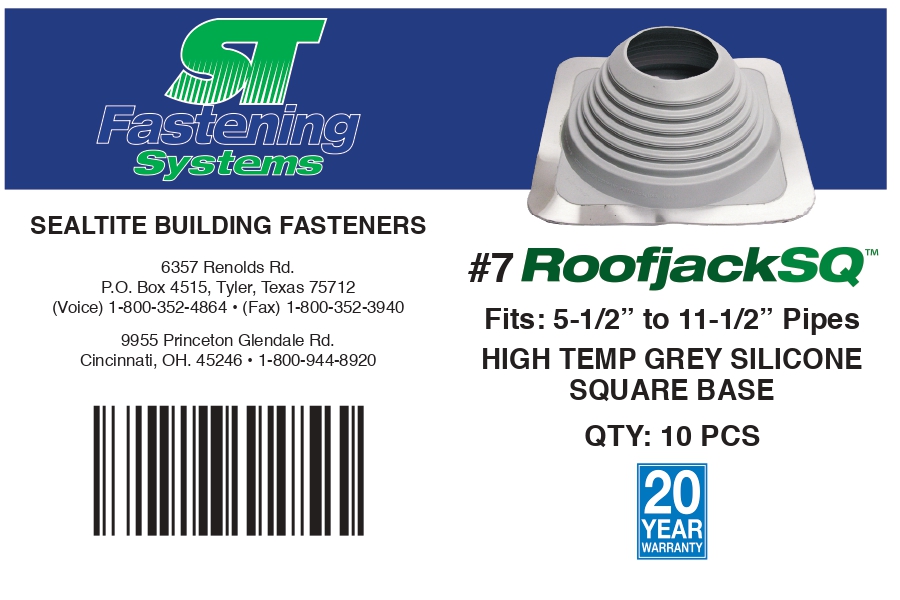 ST
Fastening
Systems
SEALTITE BUILDING FASTENERS
6357 Renolds Rd.
P.O. Box 4515, Tyler, Texas 75712
(Voice) 1-800-352-4864 • (Fax) 1-800-352-3940
9955 Princeton Glendale Rd.
Cincinnati, OH. 45246 • 1-800-944-8920
#7 RoofjackSQ™
Fits: 5-1/2” to 11-1/2” Pipes
HIGH TEMP GREY SILICONE
SQUARE BASE
QTY: 10 PCS
20
YEAR
WARRANTY